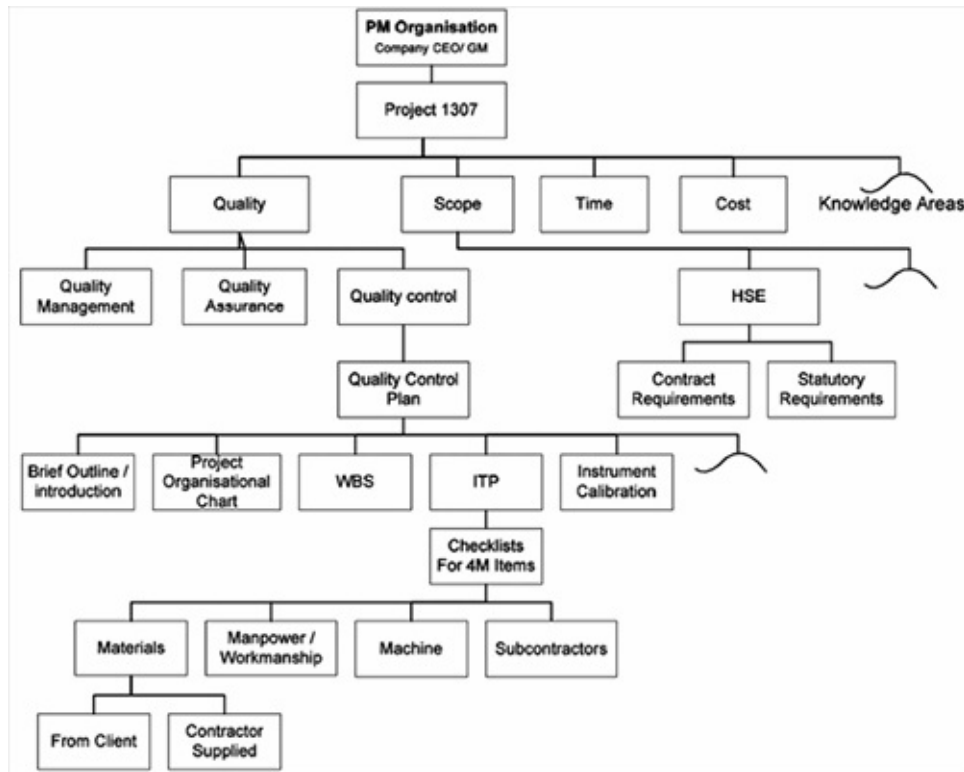 PM Organisation
Company CEO/ GM
Project 1307
Quality
Scope
Time
Cost
Knowledge Areas
Quality
Management
Quality
Assurance
Quality control
HSE
Quality Control
Plan
Contract
Requirements
Statutory
Requirements
Brief Outline /
introduction
Project
Organisational
Chart
WBS
ITP
Instrument
Calibration
Checklists
For 4M Items
Materials
Manpower /
Workmanship
Machine
Subcontractors
From Client
Contractor
Supplied